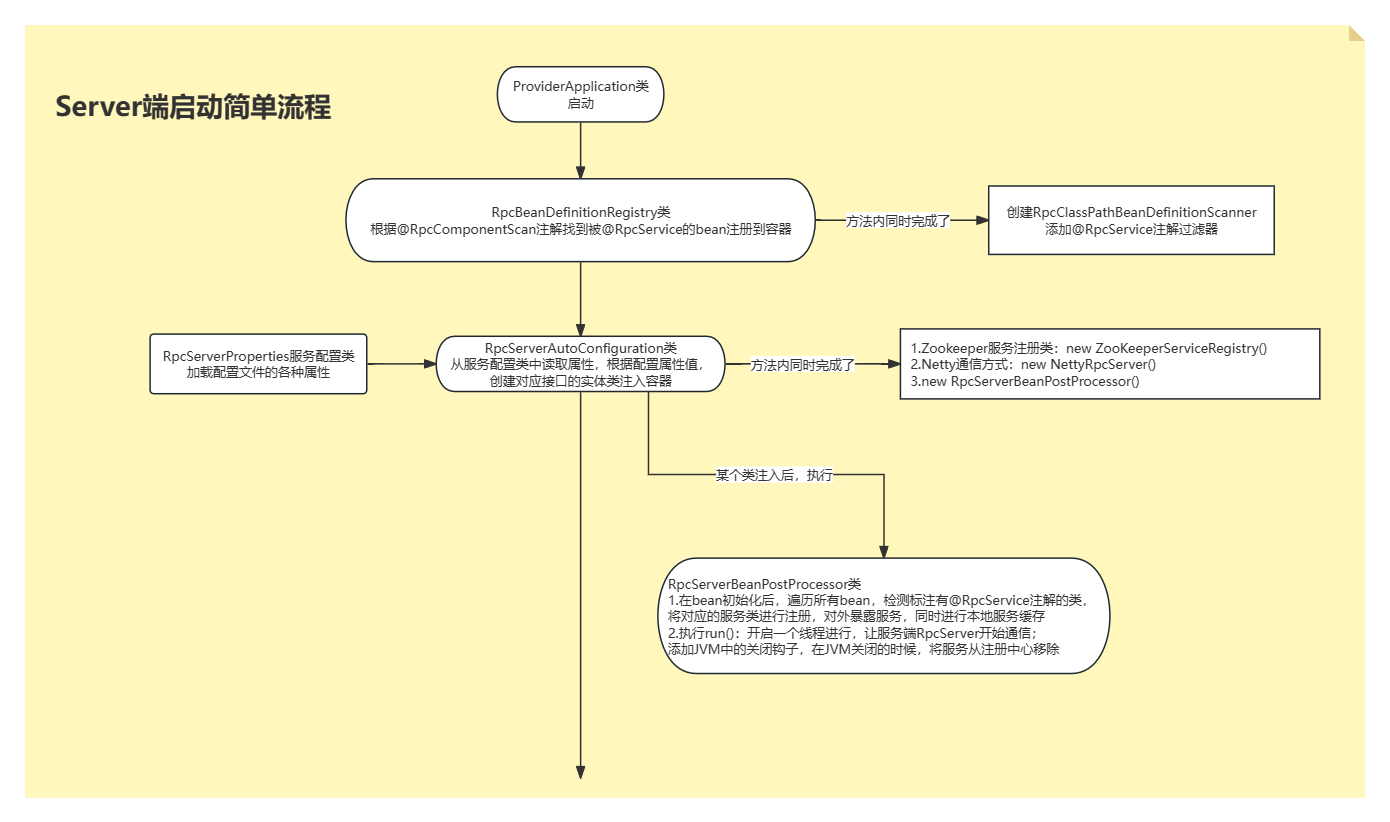 Server端启动简单流程
ProviderApplication类
启动
RpcBeanDefinitionRegistry类
根据@RpcComponentScan注解找到被@RpcService的bean注册到容器
方法内同时完成了
创建RpcClassPathBeanDefinitionScanner
添加@RpcService注解过滤器
RpcServerProperties服务配置类
加载配置文件的各种属性
RpcServerAutoConfiguration类
从服务配置类中读取属性，根据配置属性值，
创建对应接口的实体类注入容器
方法内同时完成了
1.Zookeeper服务注册类：new ZooKeeperServiceRegistry()
2.Netty通信方式：new NettyRpcServer()
3.new RpcServerBeanPostProcessor()
某个类注入后，执行
RpcServerBeanPostProcessor类
1.在bean初始化后，遍历所有bean，检测标注有@RpcService注解的类，
将对应的服务类进行注册，对外暴露服务，同时进行本地服务缓存
2.执行run()：开启一个线程进行，让服务端RpcServer开始通信；
添加JVM中的关闭钩子，在JVM关闭的时候，将服务从注册中心移除